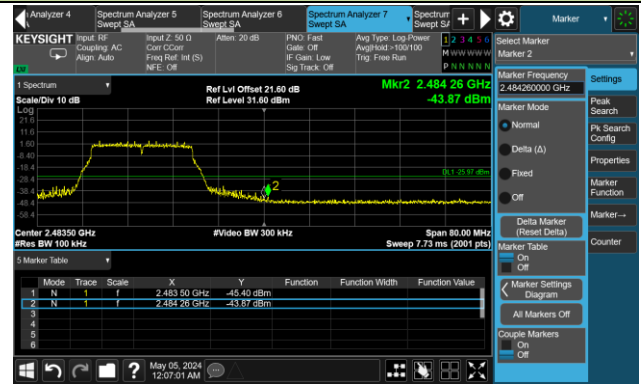 Analyzer 4
Swept SA
Spectrum Analyzer 5
Swept SA
Spectrum Analyzer 6
Swept SA
Spectrum Analyzer 7
Swept SA
Spectrum
Swept SA
Marker
KEYSIGHT
Input: RF
Coupling: AC
Align: Auto
Input Z: 50 Ω
Corr CCorr
Freq Ref: Int (S)
NFE: Off
Atten: 20 dB
PNO: Fast
Gate: Off
IF Gain: Low
Sig Track: Off
Avg Type: Log-Power
Avg|Hold:>100/100
Trig: Free Run
1 2 3 4 5 6
M W W W W W
P N N N N N
LXI
1 Spectrum
Scale/Div 10 dB
Log
Ref Lvl Offset 21.60 dB
Ref Level 31.60 dBm
Mkr2 2.484 26 GHz
-43.87 dBm
21.6
11.6
1.60
-8.40
-18.4
-28.4
-38.4
-48.4
-58.4
DL1 -25.97 dBm
2
Center 2.48350 GHz
#Res BW 100 kHz
#Video BW 300 kHz
Span 80.00 MHz
Sweep 7.73 ms (2001 pts)
5 Marker Table
Mode Trace Scale X Y Function Function Width Function Value
1 N 1 f 2.483 50 GHz -45.40 dBm
2 N 1 f 2.484 26 GHz -43.87 dBm
3
4
5
6
Select Marker
Marker 2
Marker Frequency
2.484260000 GHz
Marker Mode
Normal
Delta (Δ)
Fixed
Off
Delta Marker
(Reset Delta)
Marker Table
On
Off
Marker Settings
Diagram
All Markers Off
Couple Markers
On
Off
Settings
Peak
Search
Pk Search
Config
Properties
Marker
Function
Marker→
Counter
?
May 05, 2024
12:07:01 AM